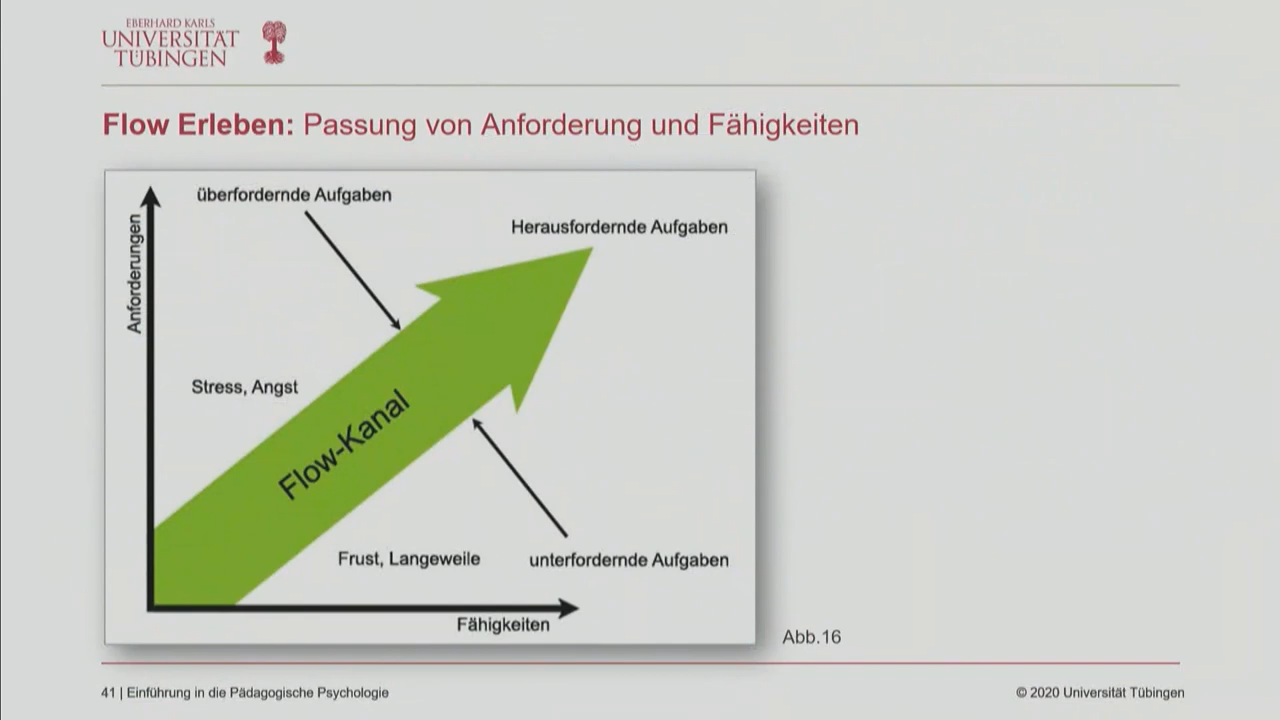 EBERHARD KARLS
UNIVERSITÄT
TÜBINGEN
Flow Erleben: Passung von Anforderung und Fähigkeiten
überfordernde Aufgaben
Herausfordernde Aufgaben
Anforderungen
Stress, Angst
Flow-Kanal
Frust, Langeweile
unterfordernde Aufgaben
Fähigkeiten
Abb.16
41 | Einführung in die Pädagogische Psychologie
© 2020 Universität Tübingen